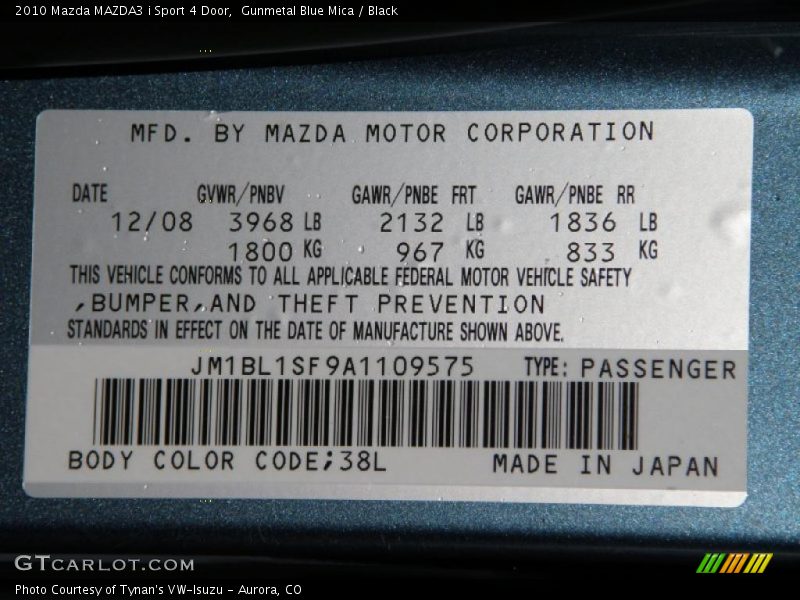 2010 Mazda MAZDA3 i Sport 4 Door,  Gunmetal Blue Mica / Black
MFD. BY MAZDA MOTOR CORPORATION
DATE GVWR/PNBV GAWR/PNBE FRT GAWR/PNBE RR
12/08 3968 LB 2132 LB 1836 LB
1800 KG 967 KG 833 KG
THIS VEHICLE CONFORMS TO ALL APPLICABLE FEDERAL MOTOR VEHICLE SAFETY
,BUMPER,AND THEFT PREVENTION
STANDARDS IN EFFECT ON THE DATE OF MANUFACTURE SHOWN ABOVE.
JM1BL1SF9A1109575 TYPE: PASSENGER
BODY COLOR CODE;38L MADE IN JAPAN
GTCARLOT.COM
Photo Courtesy of Tynan's VW-Isuzu - Aurora, CO